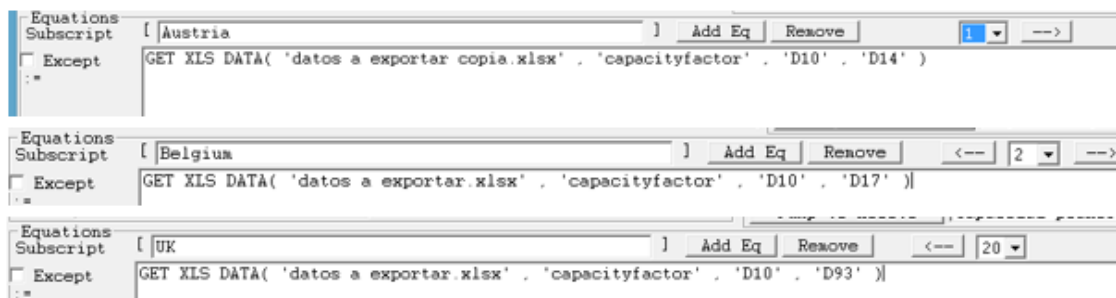 Equations
Subscript [ Austria ] Add Eq Remove 1 -->
Except GET XLS DATA( 'datos a exportar copia.xlsx' , 'capacityfactor' , 'D10' , 'D14' )
:=
Equations
Subscript [ Belgium ] Add Eq Remove <-- 2 -->
Except GET XLS DATA( 'datos a exportar.xlsx' , 'capacityfactor' , 'D10' , 'D17' )
:=
Equations
Subscript [ UK ] Add Eq Remove <-- 20
Except GET XLS DATA( 'datos a exportar.xlsx' , 'capacityfactor' , 'D10' , 'D93' )
:=